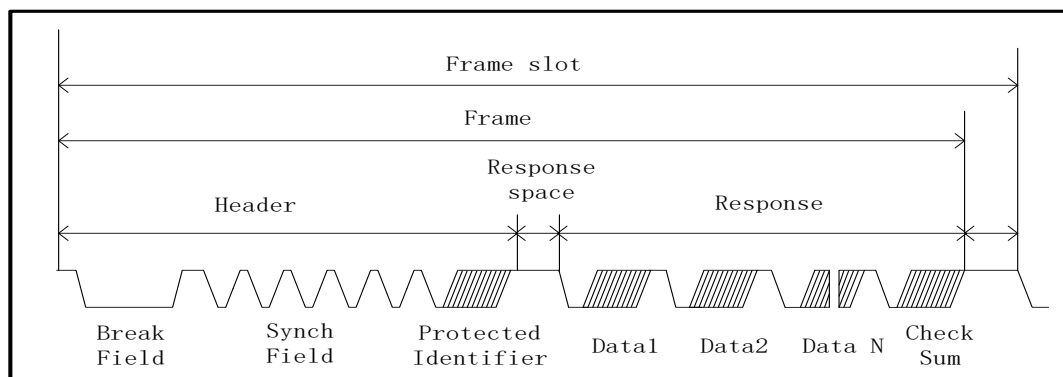 Frame slot
Frame
Response
space
Header
Response
Break
Field
Synch
Field
Protected
Identifier
Data1
Data2
Data N
Check
Sum